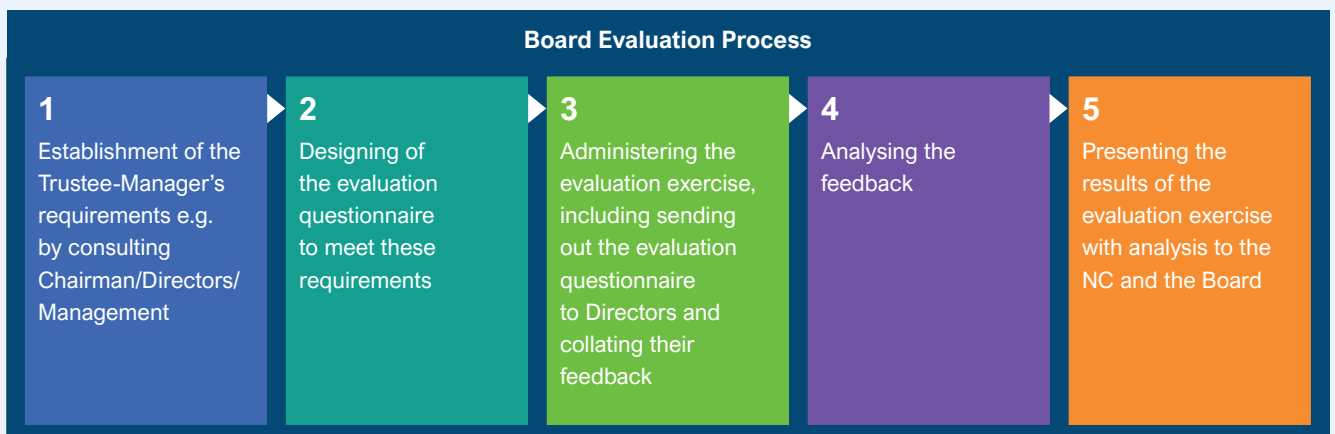 Board Evaluation Process
1
Establishment of the
Trustee-Manager's
requirements e.g.
by consulting
Chairman/Directors/
Management
2
Designing of
the evaluation
questionnaire
to meet these
requirements
3
Administering the
evaluation exercise,
including sending
out the evaluation
questionnaire
to Directors and
collating their
feedback
4
Analysing the
feedback
5
Presenting the
results of the
evaluation exercise
with analysis to the
NC and the Board